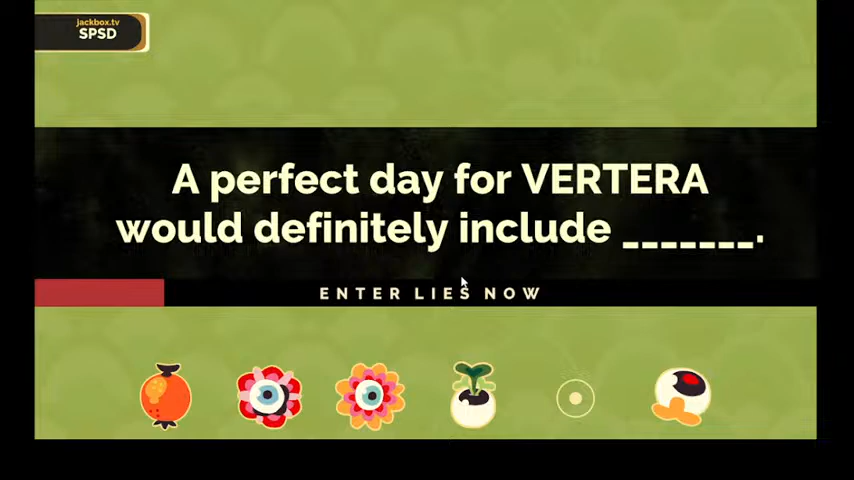 jackbox.tv
SPSD
A perfect day for VERTERA
would definitely include _______.
ENTER LIES NOW